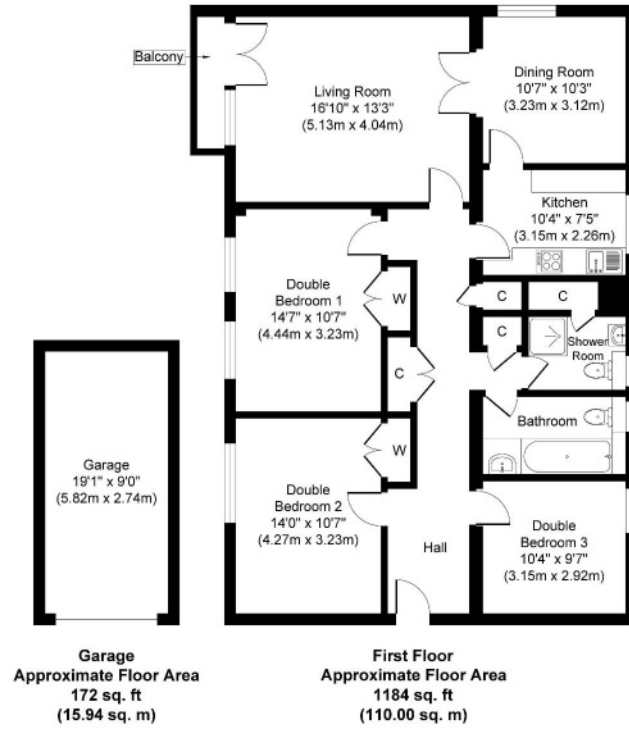 Balcony
Living Room
16'10" x 13'3"
(5.13m x 4.04m)
Dining Room
10'7" x 10'3"
(3.23m x 3.12m)
Kitchen
10'4" x 7'5"
(3.15m x 2.26m)
Double
Bedroom 1
14'7" x 10'7"
(4.44m x 3.23m)
W
C
C
C
C
Shower
Room
Bathroom
W
Double
Bedroom 2
14'0" x 10'7"
(4.27m x 3.23m)
Hall
Double
Bedroom 3
10'4" x 9'7"
(3.15m x 2.92m)
Garage
19'1" x 9'0"
(5.82m x 2.74m)
Garage
Approximate Floor Area
172 sq. ft
(15.94 sq. m)
First Floor
Approximate Floor Area
1184 sq. ft
(110.00 sq. m)